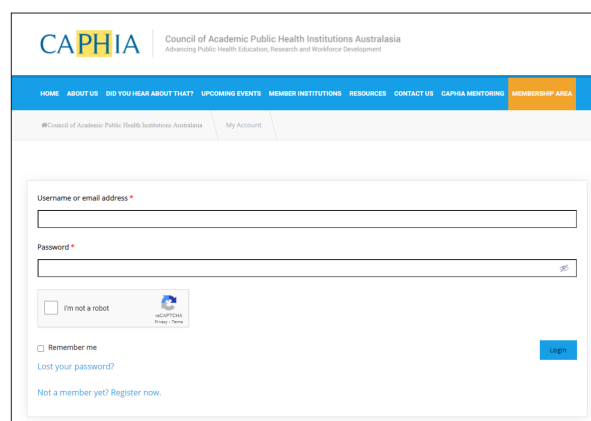 CAPHIA
Council of Academic Public Health Institutions Australasia
Advancing Public Health Education, Research and Workforce Development
HOME ABOUT US DID YOU HEAR ABOUT THAT? UPCOMING EVENTS MEMBER INSTITUTIONS RESOURCES CONTACT US CAPHIA MENTORING MEMBERSHIP AREA
Council of Academic Public Health Institutions Australasia My Account
Username or email address *
Password *
I'm not a robot
reCAPTCHA
Privacy - Terms
Remember me
Login
Lost your password?
Not a member yet? Register now.